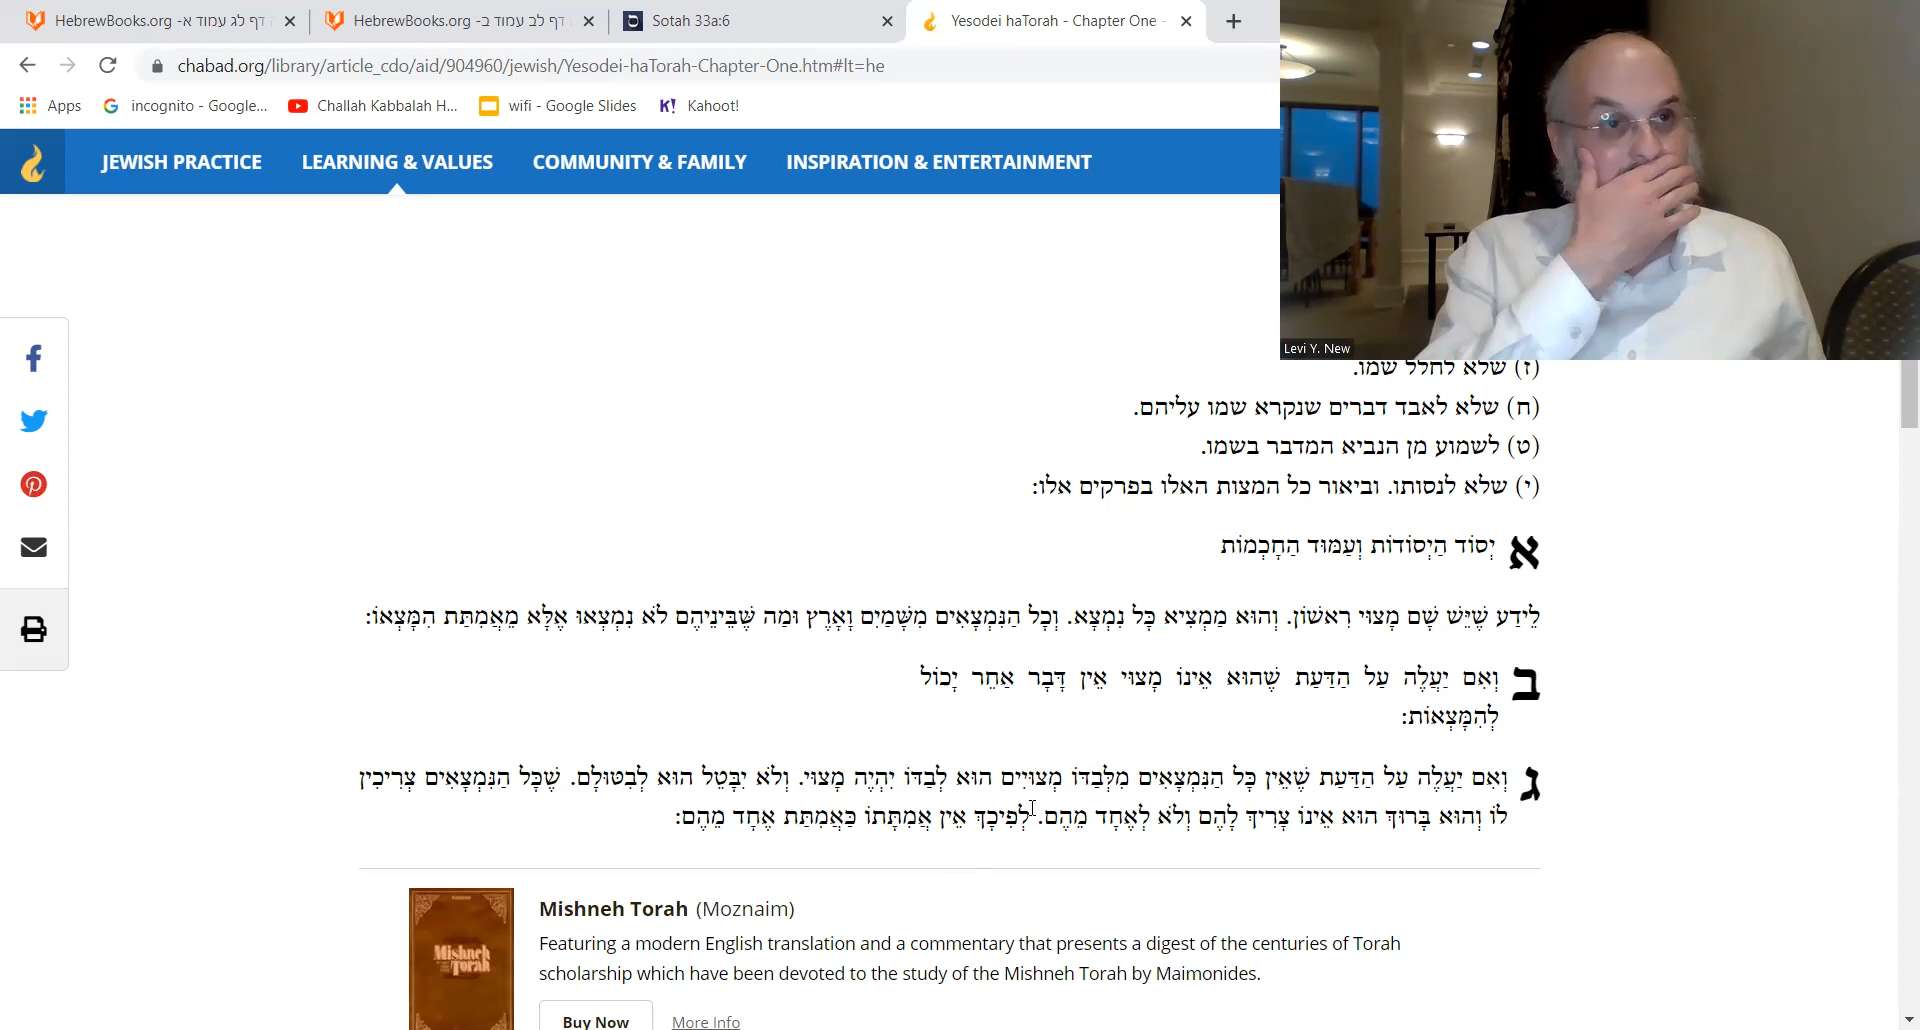 HebrewBooks.org - דף לג עמוד א
HebrewBooks.org - דף לב עמוד ב
Sotah 33a:6
Yesodei haTorah - Chapter One -
chabad.org/library/article_cdo/aid/904960/jewish/Yesodei-haTorah-Chapter-One.htm#lt=he
Apps
incognito - Google...
Challah Kabbalah H...
wifi - Google Slides
Kahoot!
JEWISH PRACTICE
LEARNING & VALUES
COMMUNITY & FAMILY
INSPIRATION & ENTERTAINMENT
Levi Y. New
(ז) שלא לחלל שמו.
(ח) שלא לאבד דברים שנקרא שמו עליהם.
(ט) לשמוע מן הנביא המדבר בשמו.
(י) שלא לנסותו. וביאור כל המצות האלו בפרקים אלו:
א יְסוֹד הַיְסוֹדוֹת וְעַמּוּד הַחָכְמוֹת
לֵידַע שֶׁיֵּשׁ שָׁם מָצוּי רִאשׁוֹן. וְהוּא מַמְצִיא כָּל נִמְצָא. וְכָל הַנִּמְצָאִים מִשָּׁמַיִם וָאָרֶץ וּמַה שֶּׁבֵּינֵיהֶם לֹא נִמְצְאוּ אֶלָּא מֵאֲמִתַּת הִמָּצְאוֹ:
ב וְאִם יַעֲלֶה עַל הַדַּעַת שֶׁהוּא אֵינוֹ מָצוּי אֵין דָּבָר אַחֵר יָכוֹל
לְהִמָּצְאוֹת:
ג וְאִם יַעֲלֶה עַל הַדַּעַת שֶׁאֵין כָּל הַנִּמְצָאִים מִלְּבַדּוֹ מְצוּיִים הוּא לְבַדּוֹ יִהְיֶה מָצוּי. וְלֹא יִבָּטֵל הוּא לְבִטּוּלָם. שֶׁכָּל הַנִּמְצָאִים צְרִיכִין
לוֹ וְהוּא בָּרוּךְ הוּא אֵינוֹ צָרִיךְ לָהֶם וְלֹא לְאֶחָד מֵהֶם. לְפִיכָךְ אֵין אֲמִתָּתוֹ כַּאֲמִתַּת אֶחָד מֵהֶם:
Mishneh Torah (Moznaim)
Featuring a modern English translation and a commentary that presents a digest of the centuries of Torah
scholarship which have been devoted to the study of the Mishneh Torah by Maimonides.
Mishneh
Torah
Buy Now
More Info